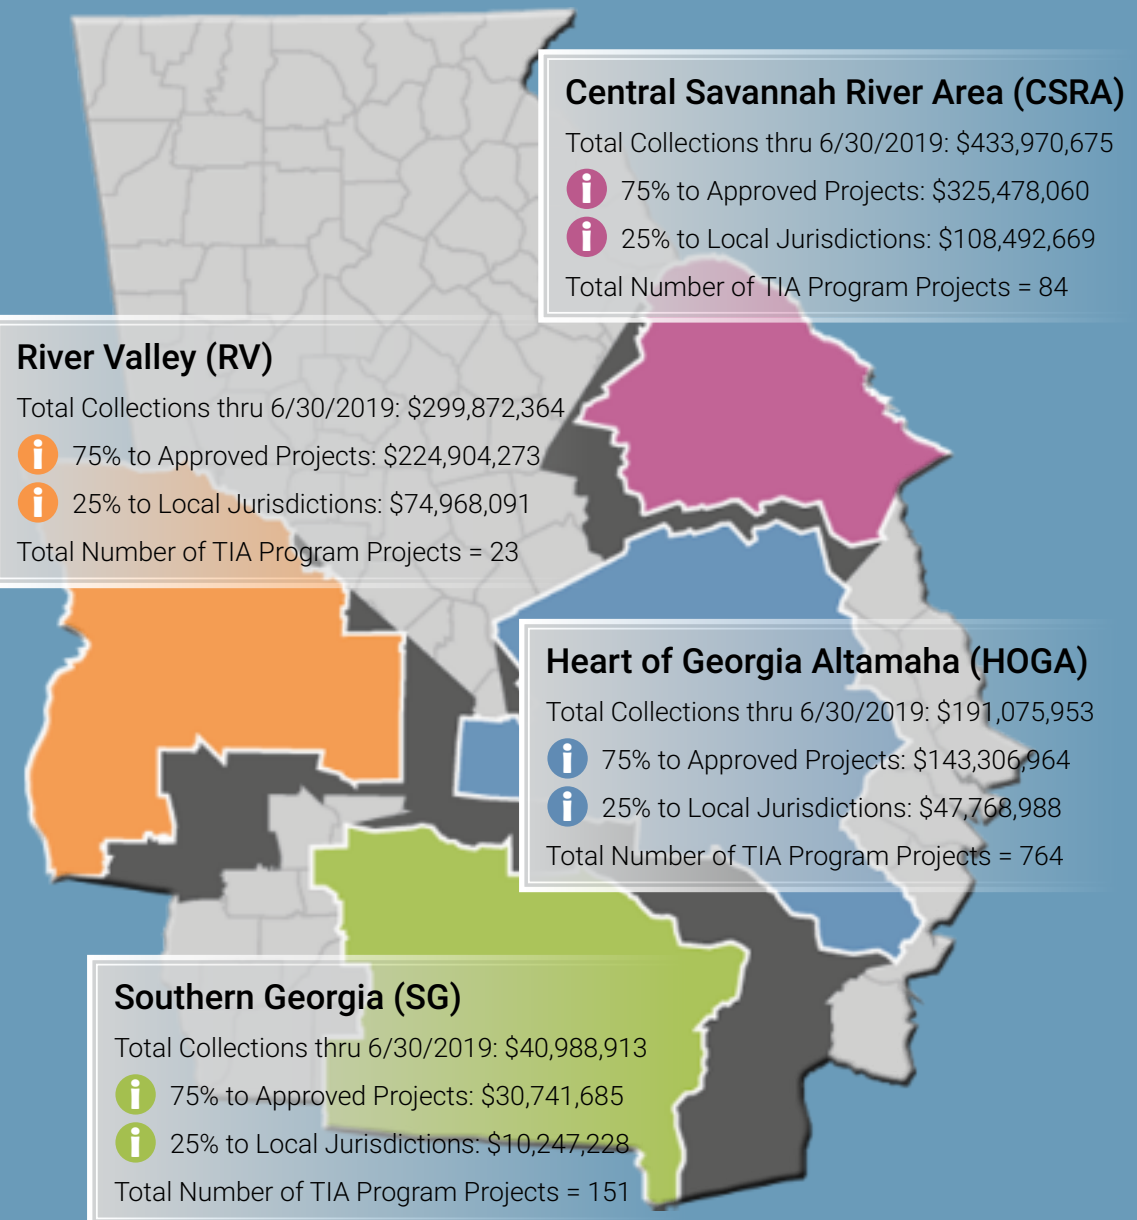 Central Savannah River Area (CSRA)
Total Collections thru 6/30/2019: $433,970,675
i 75% to Approved Projects: $325,478,060
i 25% to Local Jurisdictions: $108,492,669
Total Number of TIA Program Projects = 84
River Valley (RV)
Total Collections thru 6/30/2019: $299,872,364
i 75% to Approved Projects: $224,904,273
i 25% to Local Jurisdictions: $74,968,091
Total Number of TIA Program Projects = 23
Heart of Georgia Altamaha (HOGA)
Total Collections thru 6/30/2019: $191,075,953
i 75% to Approved Projects: $143,306,964
i 25% to Local Jurisdictions: $47,768,988
Total Number of TIA Program Projects = 764
Southern Georgia (SG)
Total Collections thru 6/30/2019: $40,988,913
i 75% to Approved Projects: $30,741,685
i 25% to Local Jurisdictions: $10,247,228
Total Number of TIA Program Projects = 151